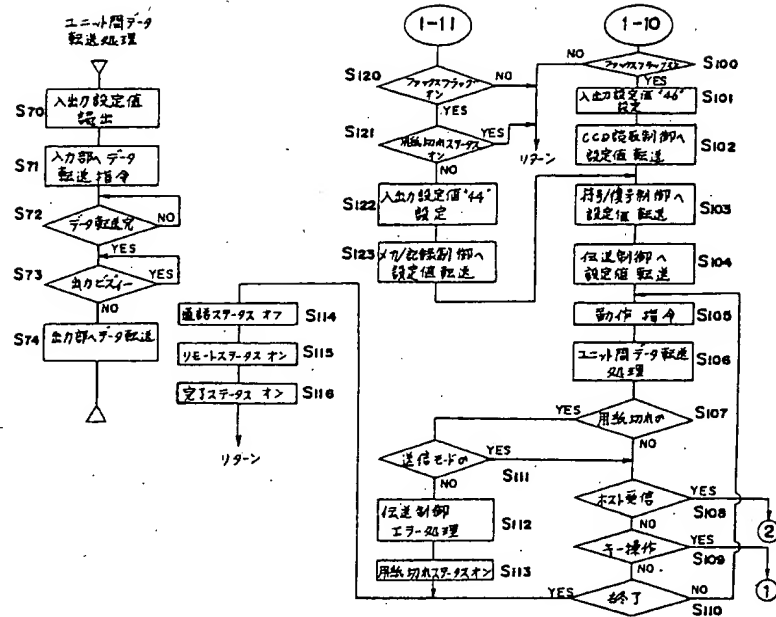 ユニット間データ
転送処理
S70
入出力設定値
読出
S71
入力部へデータ
転送指令
S72
データ転送完
NO
YES
S73
出力ビズィー
YES
NO
S74
出力部へデータ転送
1-11
S120
ファックスフラッグ
オン
NO
YES
S121
用紙切れステータス
オン
YES
NO
リターン
S122
入出力設定値"44"
設定
S123
メカ/記録制御へ
設定値転送
1-10
NO
ファックスフラッグオン
S100
YES
入出力設定値"46"
設定
S101
CCD読取制御へ
設定値転送
S102
符号/復号制御へ
設定値転送
S103
伝送制御へ
設定値転送
S104
動作指令
S105
ユニット間データ転送
処理
S106
YES
用紙切れか
S107
NO
送信モードか
YES
S111
NO
伝送制御
エラー処理
S112
用紙切れステータスオン
S113
ホスト受信
YES
S108
NO
②
キー操作
YES
S109
NO
①
YES
終了
NO
S110
通話ステータス オフ
S114
リモートステータス オン
S115
完了ステータス オン
S116
リターン